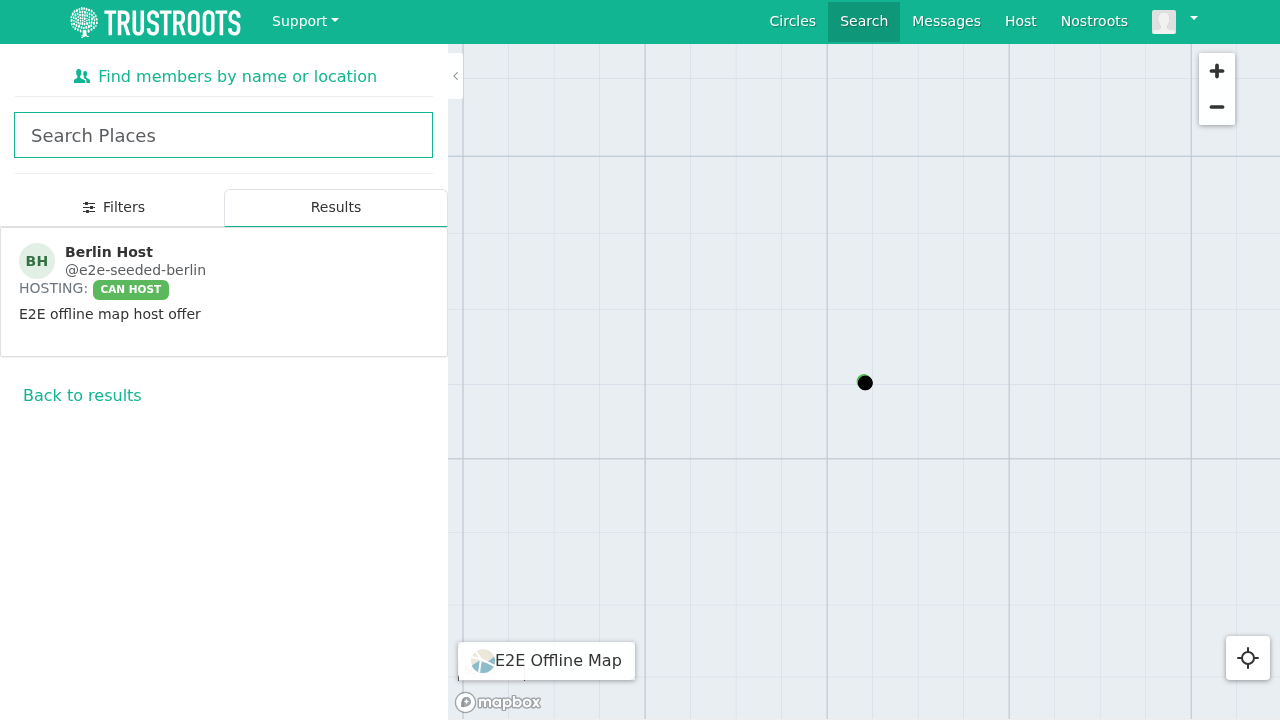 TRUSTROOTS
Support
Circles
Search
Messages
Host
Nostroots
Find members by name or location
Search Places
Filters
Results
BH
Berlin Host
@e2e-seeded-berlin
HOSTING: CAN HOST
E2E offline map host offer
Back to results
E2E Offline Map
mapbox